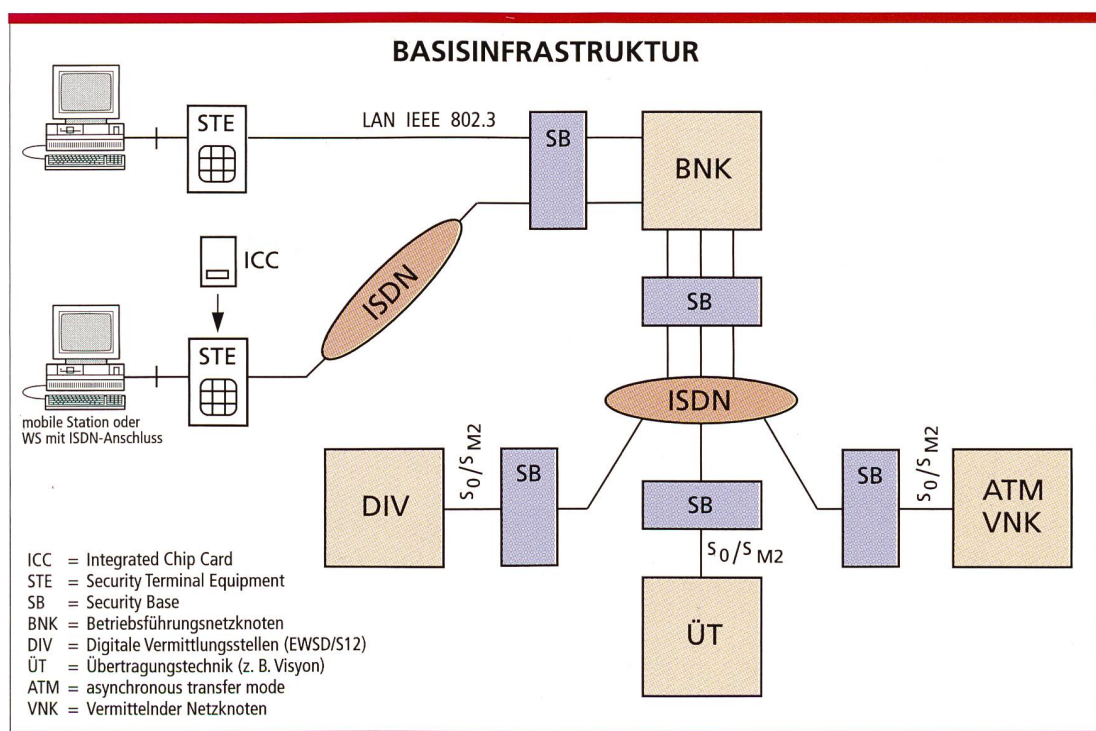 BASISINFRASTRUKTUR
STE
LAN IEEE 802.3
SB
BNK
ICC
ISDN
SB
STE
ISDN
mobile Station oder
WS mit ISDN-Anschluss
DIV
S0/SM2
SB
SB
S0/SM2
SB
S0/SM2
ATM
VNK
ÜT
ICC = Integrated Chip Card
STE = Security Terminal Equipment
SB = Security Base
BNK = Betriebsführungsnetzknoten
DIV = Digitale Vermittlungsstellen (EWSD/S12)
ÜT = Übertragungstechnik (z. B. Visyon)
ATM = asynchronous transfer mode
VNK = Vermittelnder Netzknoten